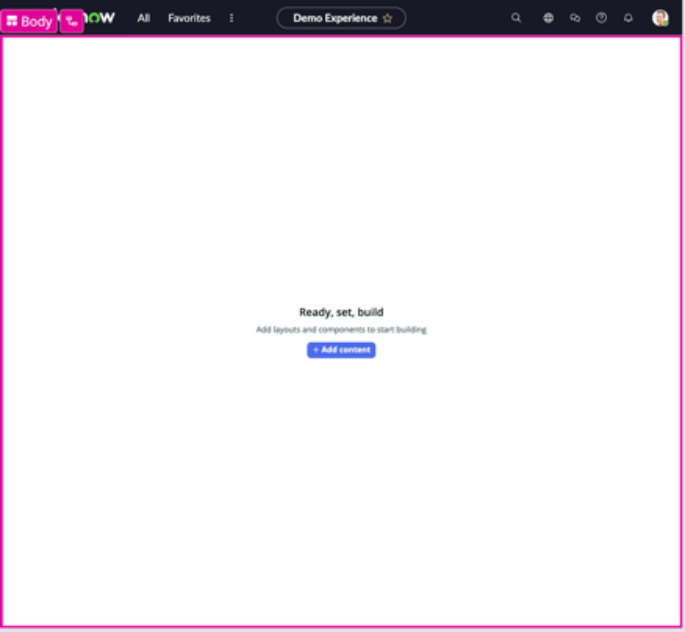 Body now All Favorites Demo Experience
Ready, set, build
Add layouts and components to start building
+ Add content